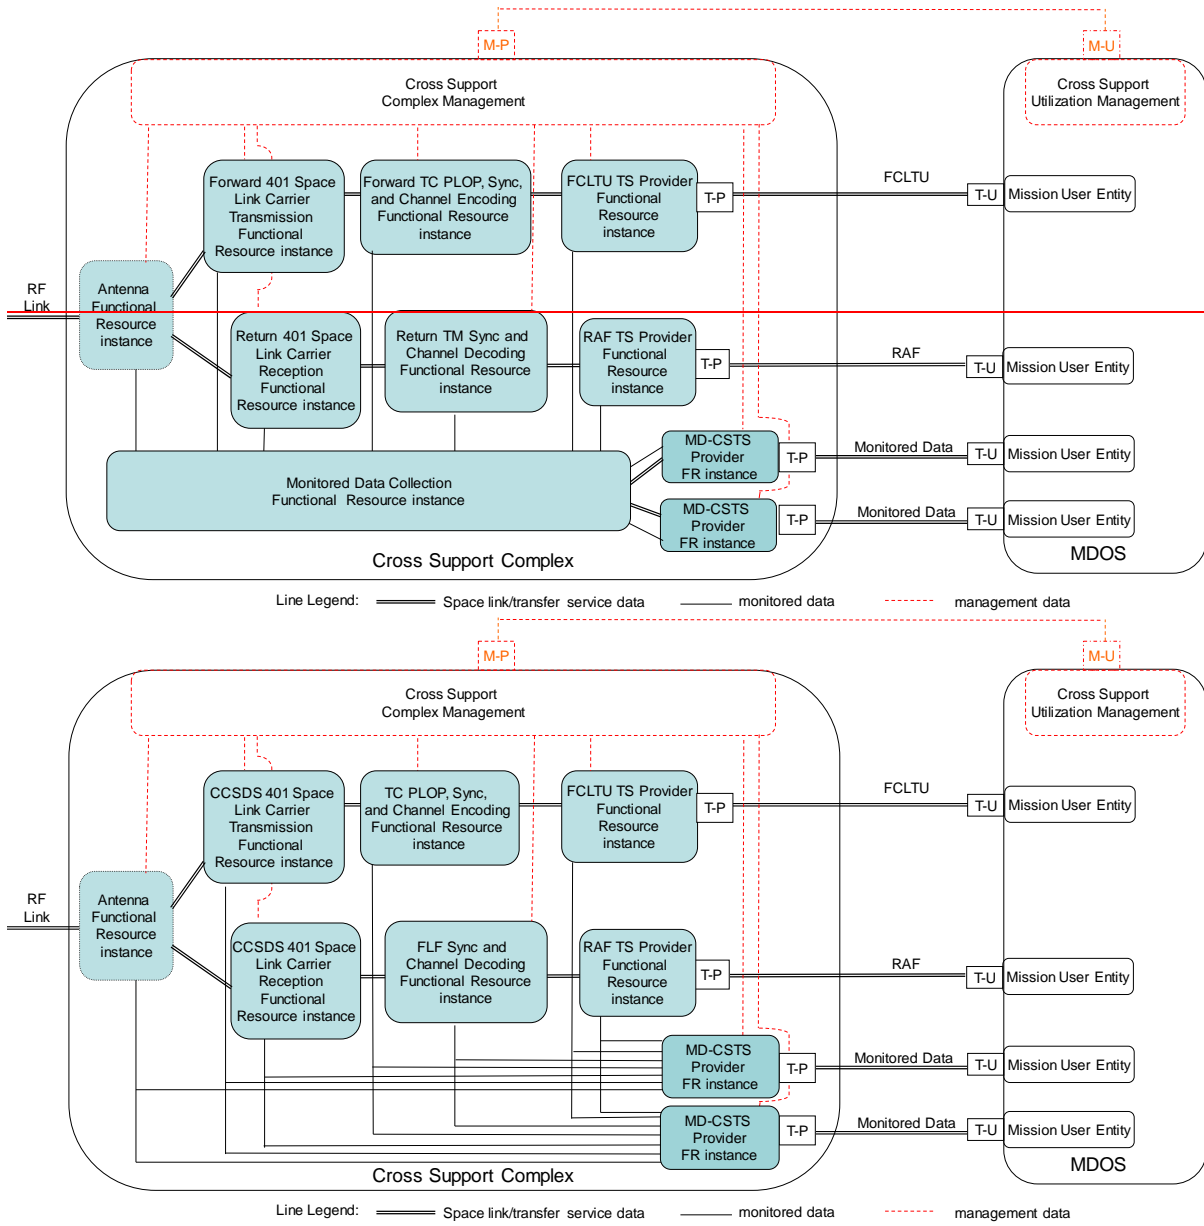 M-P
M-U
Cross Support
Complex Management
Cross Support
Utilization Management
Forward 401 Space
Link Carrier
Transmission
Functional
Resource instance
Forward TC PLOP, Sync,
and Channel Encoding
Functional Resource
instance
FCLTU TS Provider
Functional
Resource
instance
T-P
FCLTU
T-U
Mission User Entity
RF
Link
Antenna
Functional
Resource
instance
Return 401 Space
Link Carrier
Reception
Functional
Resource instance
Return TM Sync and
Channel Decoding
Functional Resource
instance
RAF TS Provider
Functional
Resource
instance
T-P
RAF
T-U
Mission User Entity
MD-CSTS
Provider
FR instance
T-P
Monitored Data
T-U
Mission User Entity
Monitored Data Collection
Functional Resource instance
MD-CSTS
Provider
FR instance
T-P
Monitored Data
T-U
Mission User Entity
Cross Support Complex
MDOS
Line Legend:
Space link/transfer service data
monitored data
management data
M-P
M-U
Cross Support
Complex Management
Cross Support
Utilization Management
CCSDS 401 Space
Link Carrier
Transmission
Functional
Resource instance
TC PLOP, Sync,
and Channel Encoding
Functional Resource
instance
FCLTU TS Provider
Functional
Resource
instance
T-P
FCLTU
T-U
Mission User Entity
RF
Link
Antenna
Functional
Resource
instance
CCSDS 401 Space
Link Carrier
Reception
Functional
Resource instance
FLF Sync and
Channel Decoding
Functional Resource
instance
RAF TS Provider
Functional
Resource
instance
T-P
RAF
T-U
Mission User Entity
MD-CSTS
Provider
FR instance
T-P
Monitored Data
T-U
Mission User Entity
MD-CSTS
Provider
FR instance
T-P
Monitored Data
T-U
Mission User Entity
Cross Support Complex
MDOS
Line Legend:
Space link/transfer service data
monitored data
management data